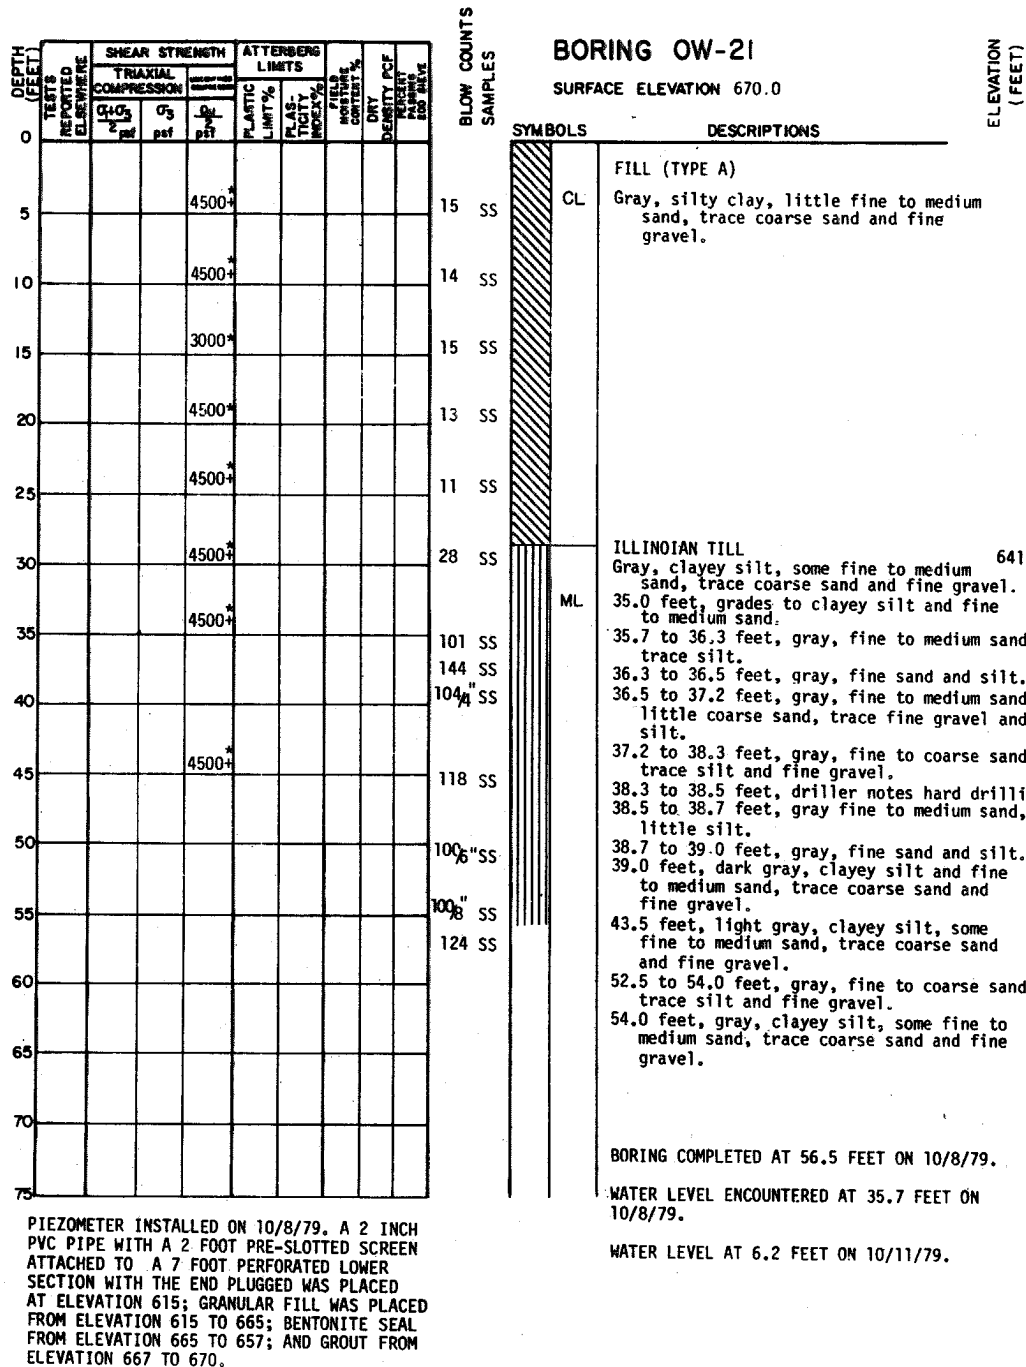 BORING OW-21
SURFACE ELEVATION 670.0
DEPTH (FEET)
TESTS REPORTED ELSEWHERE
SHEAR STRENGTH
TRIAXIAL COMPRESSION
psf
σ3 psf
psf
ATTERBERG LIMITS
PLASTIC LIMIT%
PLAS-TICITY INDEX%
FIELD MOISTURE CONTENT %
DRY DENSITY PCF
PERCENT PASSING 200 SIEVE
BLOW COUNTS
SAMPLES
SYMBOLS
DESCRIPTIONS
ELEVATION (FEET)
0
4500+*
5
15 SS
4500+*
10
14 SS
3000*
15
15 SS
4500*
20
13 SS
4500+*
25
11 SS
4500+*
30
28 SS
4500+*
35
101 SS
144 SS
104/4" SS
40
4500+*
45
118 SS
50
100/6" SS
100/8" SS
55
124 SS
60
65
70
75
CL
ML
FILL (TYPE A)
Gray, silty clay, little fine to medium
sand, trace coarse sand and fine
gravel.
ILLINOIAN TILL
641
Gray, clayey silt, some fine to medium
sand, trace coarse sand and fine gravel.
35.0 feet, grades to clayey silt and fine
to medium sand.
35.7 to 36.3 feet, gray, fine to medium sand
trace silt.
36.3 to 36.5 feet, gray, fine sand and silt.
36.5 to 37.2 feet, gray, fine to medium sand
little coarse sand, trace fine gravel and
silt.
37.2 to 38.3 feet, gray, fine to coarse sand
trace silt and fine gravel.
38.3 to 38.5 feet, driller notes hard drilli
38.5 to 38.7 feet, gray fine to medium sand,
little silt.
38.7 to 39.0 feet, gray, fine sand and silt.
39.0 feet, dark gray, clayey silt and fine
to medium sand, trace coarse sand and
fine gravel.
43.5 feet, light gray, clayey silt, some
fine to medium sand, trace coarse sand
and fine gravel.
52.5 to 54.0 feet, gray, fine to coarse sand
trace silt and fine gravel.
54.0 feet, gray, clayey silt, some fine to
medium sand, trace coarse sand and fine
gravel.
BORING COMPLETED AT 56.5 FEET ON 10/8/79.
WATER LEVEL ENCOUNTERED AT 35.7 FEET ON
10/8/79.
WATER LEVEL AT 6.2 FEET ON 10/11/79.
PIEZOMETER INSTALLED ON 10/8/79. A 2 INCH
PVC PIPE WITH A 2 FOOT PRE-SLOTTED SCREEN
ATTACHED TO A 7 FOOT PERFORATED LOWER
SECTION WITH THE END PLUGGED WAS PLACED
AT ELEVATION 615; GRANULAR FILL WAS PLACED
FROM ELEVATION 615 TO 665; BENTONITE SEAL
FROM ELEVATION 665 TO 657; AND GROUT FROM
ELEVATION 667 TO 670.